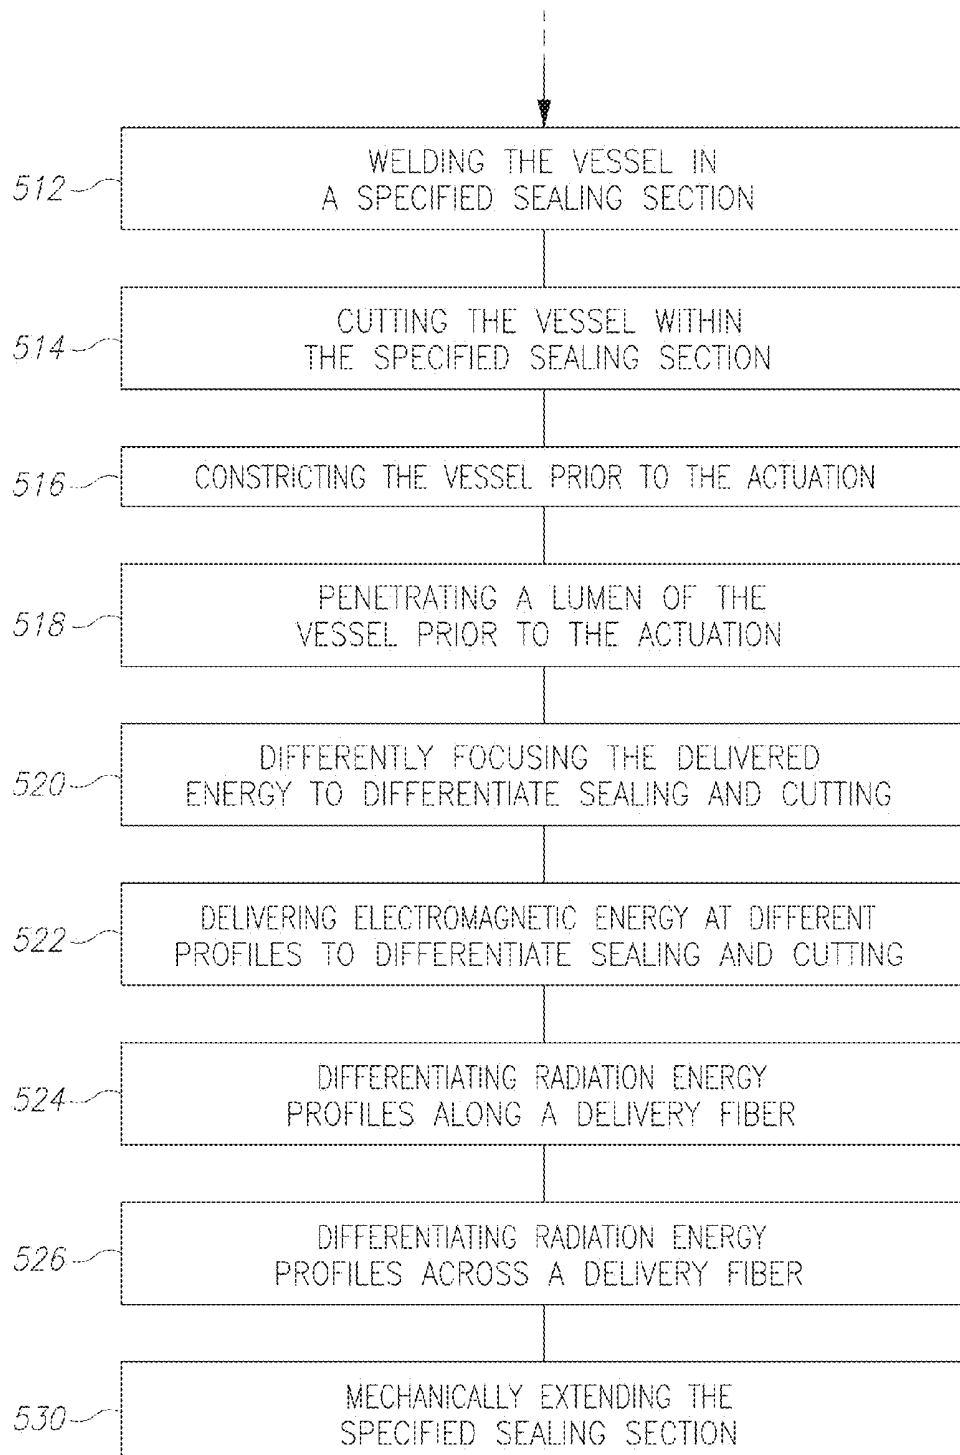 512
WELDING THE VESSEL IN
A SPECIFIED SEALING SECTION
514
CUTTING THE VESSEL WITHIN
THE SPECIFIED SEALING SECTION
516
CONSTRICTING THE VESSEL PRIOR TO THE ACTUATION
518
PENETRATING A LUMEN OF THE
VESSEL PRIOR TO THE ACTUATION
520
DIFFERENTLY FOCUSING THE DELIVERED
ENERGY TO DIFFERENTIATE SEALING AND CUTTING
522
DELIVERING ELECTROMAGNETIC ENERGY AT DIFFERENT
PROFILES TO DIFFERENTIATE SEALING AND CUTTING
524
DIFFERENTIATING RADIATION ENERGY
PROFILES ALONG A DELIVERY FIBER
526
DIFFERENTIATING RADIATION ENERGY
PROFILES ACROSS A DELIVERY FIBER
530
MECHANICALLY EXTENDING THE
SPECIFIED SEALING SECTION